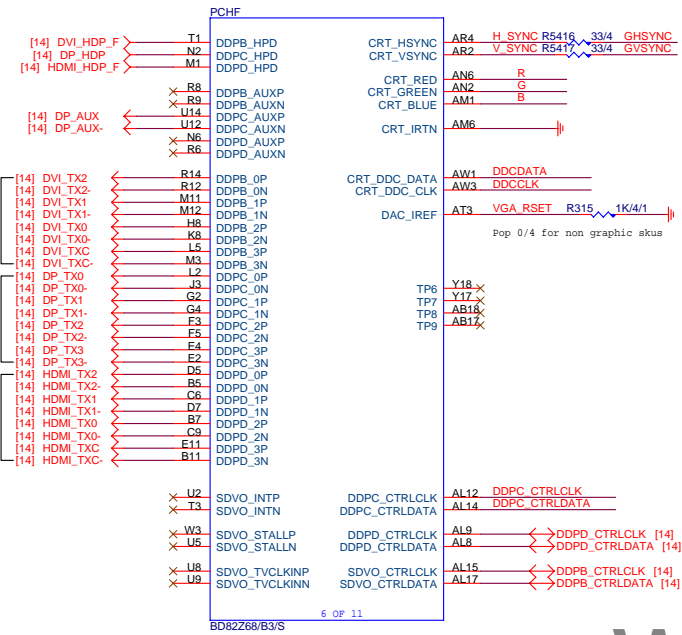 PCHF
[14] DVI_HDP_F T1 DDPB_HPD CRT_HSYNC AR4 H_SYNC R5416 33/4 GHSYNC
[14] DP_HDP N2 DDPC_HPD CRT_VSYNC AR2 V_SYNC R5417 33/4 GVSYNC
[14] HDMI_HDP_F M1 DDPD_HPD
CRT_RED AN6 R
R8 DDPB_AUXP CRT_GREEN AN2 G
R9 DDPB_AUXN CRT_BLUE AM1 B
[14] DP_AUX U14 DDPC_AUXP
[14] DP_AUX- U12 DDPC_AUXN CRT_IRTN AM6
N6 DDPD_AUXP
R6 DDPD_AUXN
[14] DVI_TX2 R14 DDPB_0P CRT_DDC_DATA AW1 DDCDATA
[14] DVI_TX2- R12 DDPB_0N CRT_DDC_CLK AW3 DDCCLK
[14] DVI_TX1 M11 DDPB_1P
[14] DVI_TX1- M12 DDPB_1N DAC_IREF AT3 VGA_RSET R315 1K/4/1
[14] DVI_TX0 H8 DDPB_2P
Pop 0/4 for non graphic skus
[14] DVI_TX0- K8 DDPB_2N
[14] DVI_TXC L5 DDPB_3P
[14] DVI_TXC- M3 DDPB_3N
[14] DP_TX0 L2 DDPC_0P
[14] DP_TX0- J3 DDPC_0N TP6 Y18
[14] DP_TX1 G2 DDPC_1P TP7 Y17
[14] DP_TX1- G4 DDPC_1N TP8 AB18
[14] DP_TX2 F3 DDPC_2P TP9 AB17
[14] DP_TX2- F5 DDPC_2N
[14] DP_TX3 E4 DDPC_3P
[14] DP_TX3- E2 DDPC_3N
[14] HDMI_TX2 D5 DDPD_0P
[14] HDMI_TX2- B5 DDPD_0N
[14] HDMI_TX1 C6 DDPD_1P
[14] HDMI_TX1- D7 DDPD_1N
[14] HDMI_TX0 B7 DDPD_2P
[14] HDMI_TX0- C9 DDPD_2N
[14] HDMI_TXC E11 DDPD_3P
[14] HDMI_TXC- B11 DDPD_3N
U2 SDVO_INTP DDPC_CTRLCLK AL12 DDPC_CTRLCLK
T3 SDVO_INTN DDPC_CTRLDATA AL14 DDPC_CTRLDATA
W3 SDVO_STALLP DDPD_CTRLCLK AL9 DDPD_CTRLCLK [14]
U5 SDVO_STALLN DDPD_CTRLDATA AL8 DDPD_CTRLDATA [14]
U8 SDVO_TVCLKINP SDVO_CTRLCLK AL15 DDPB_CTRLCLK [14]
U9 SDVO_TVCLKINN SDVO_CTRLDATA AL17 DDPB_CTRLDATA [14]
6 OF 11
BD82Z68/B3/S